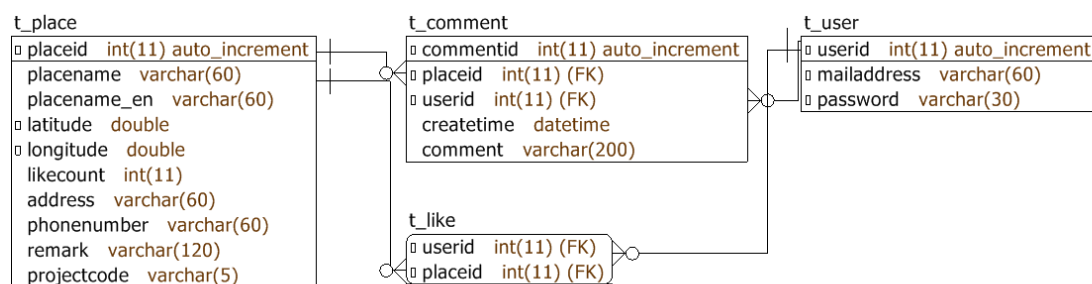 t_place
placeid int(11) auto_increment
placename varchar(60)
placename_en varchar(60)
latitude double
longitude double
likecount int(11)
address varchar(60)
phonenumber varchar(60)
remark varchar(120)
projectcode varchar(5)
t_comment
commentid int(11) auto_increment
placeid int(11) (FK)
userid int(11) (FK)
createtime datetime
comment varchar(200)
t_like
userid int(11) (FK)
placeid int(11) (FK)
t_user
userid int(11) auto_increment
mailaddress varchar(60)
password varchar(30)